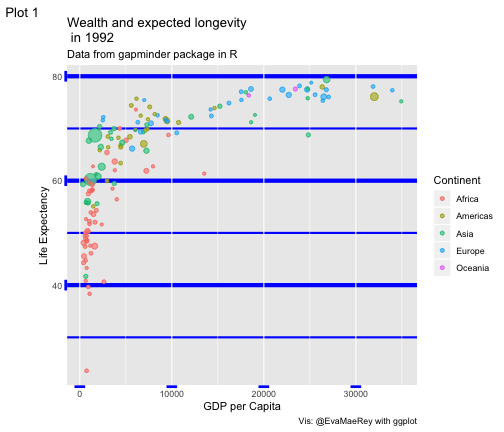 Plot 1
Wealth and expected longevity
in 1992
Data from gapminder package in R
80
60
40
Life Expectency
0
10000
20000
30000
GDP per Capita
Continent
Africa
Americas
Asia
Europe
Oceania
Vis: @EvaMaeRey with ggplot